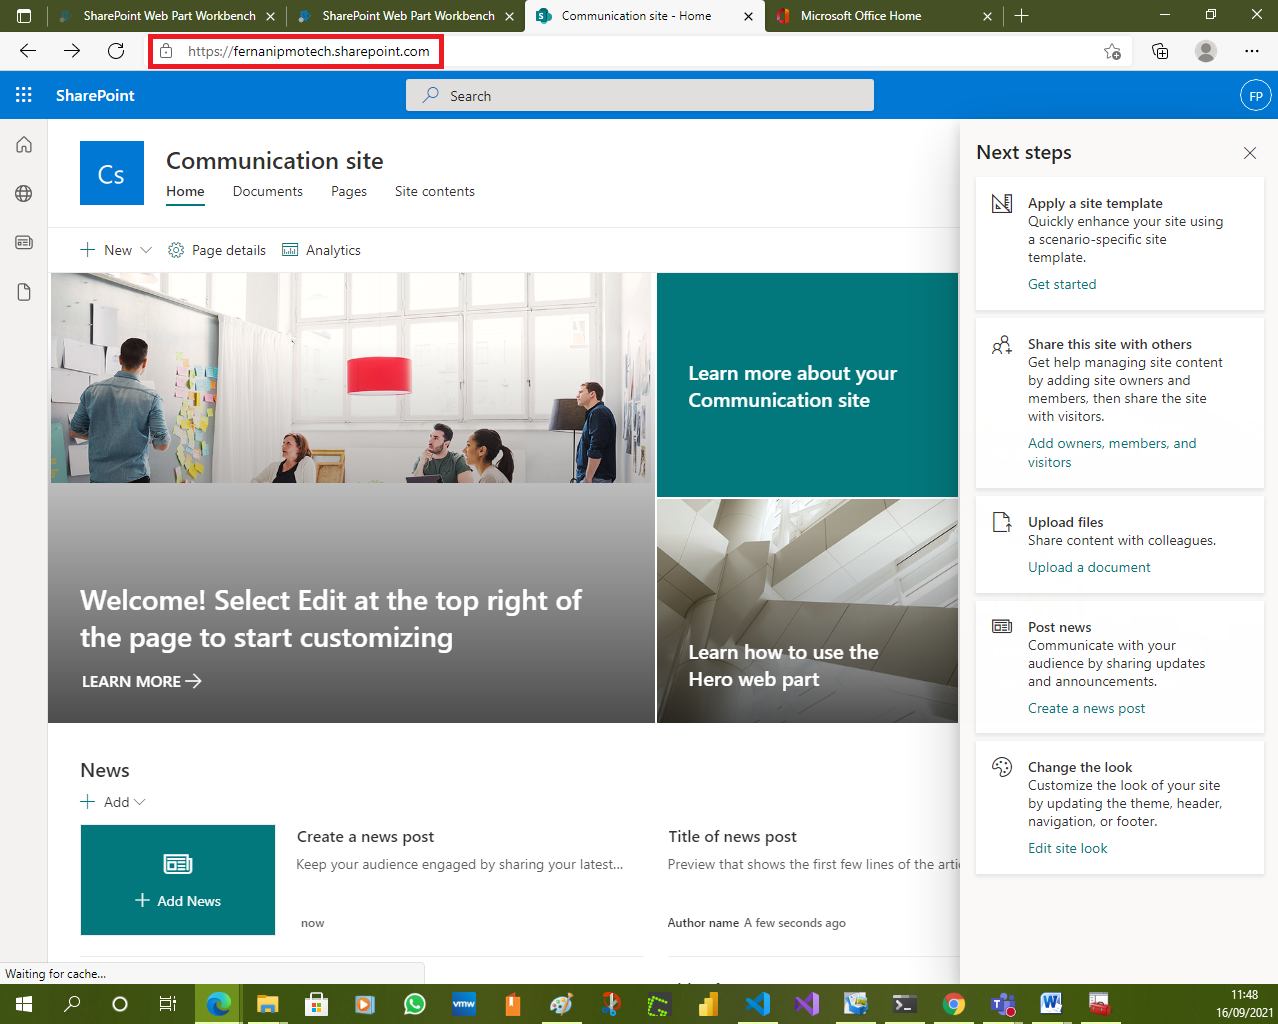 SharePoint Web Part Workbench
SharePoint Web Part Workbench
Communication site - Home
Microsoft Office Home
https://fernanipmotech.sharepoint.com
SharePoint
Search
FP
Cs
Communication site
Home Documents Pages Site contents
New Page details Analytics
Welcome! Select Edit at the top right of
the page to start customizing
LEARN MORE
Learn more about your
Communication site
Learn how to use the
Hero web part
News
Add
Add News
Create a news post
Keep your audience engaged by sharing your latest...
now
Title of news post
Preview that shows the first few lines of the artic
Author name A few seconds ago
Next steps
Apply a site template
Quickly enhance your site using
a scenario-specific site
template.
Get started
Share this site with others
Get help managing site content
by adding site owners and
members, then share the site
with visitors.
Add owners, members, and
visitors
Upload files
Share content with colleagues.
Upload a document
Post news
Communicate with your
audience by sharing updates
and announcements.
Create a news post
Change the look
Customize the look of your site
by updating the theme, header,
navigation, or footer.
Edit site look
Waiting for cache...
vmw
11:48
16/09/2021